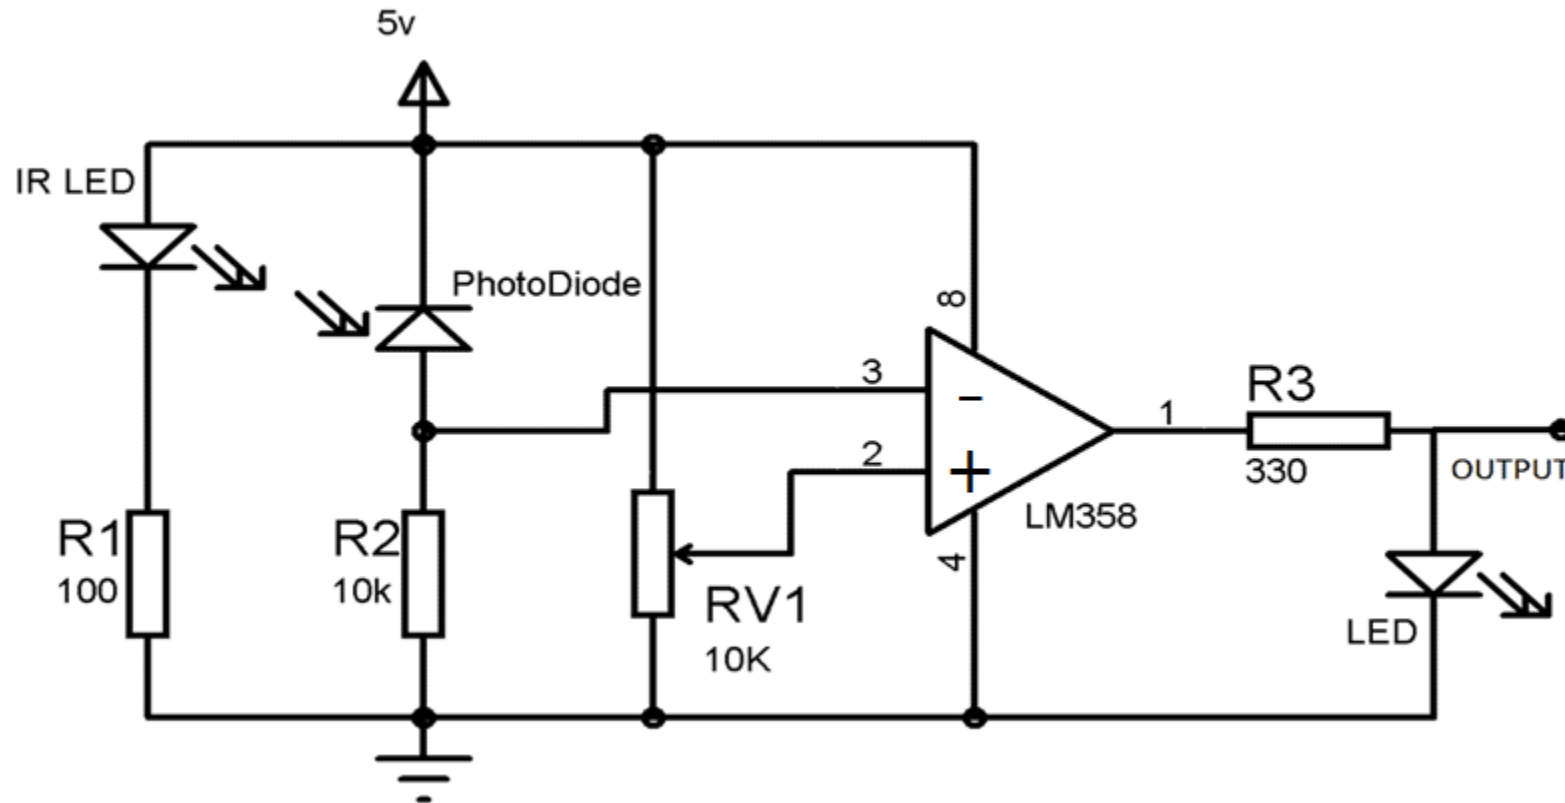 5v
IR LED
PhotoDiode
8
3
-
R3
1
2
+
330
OUTPUT
LM358
R1
100
R2
10k
4
RV1
10K
LED